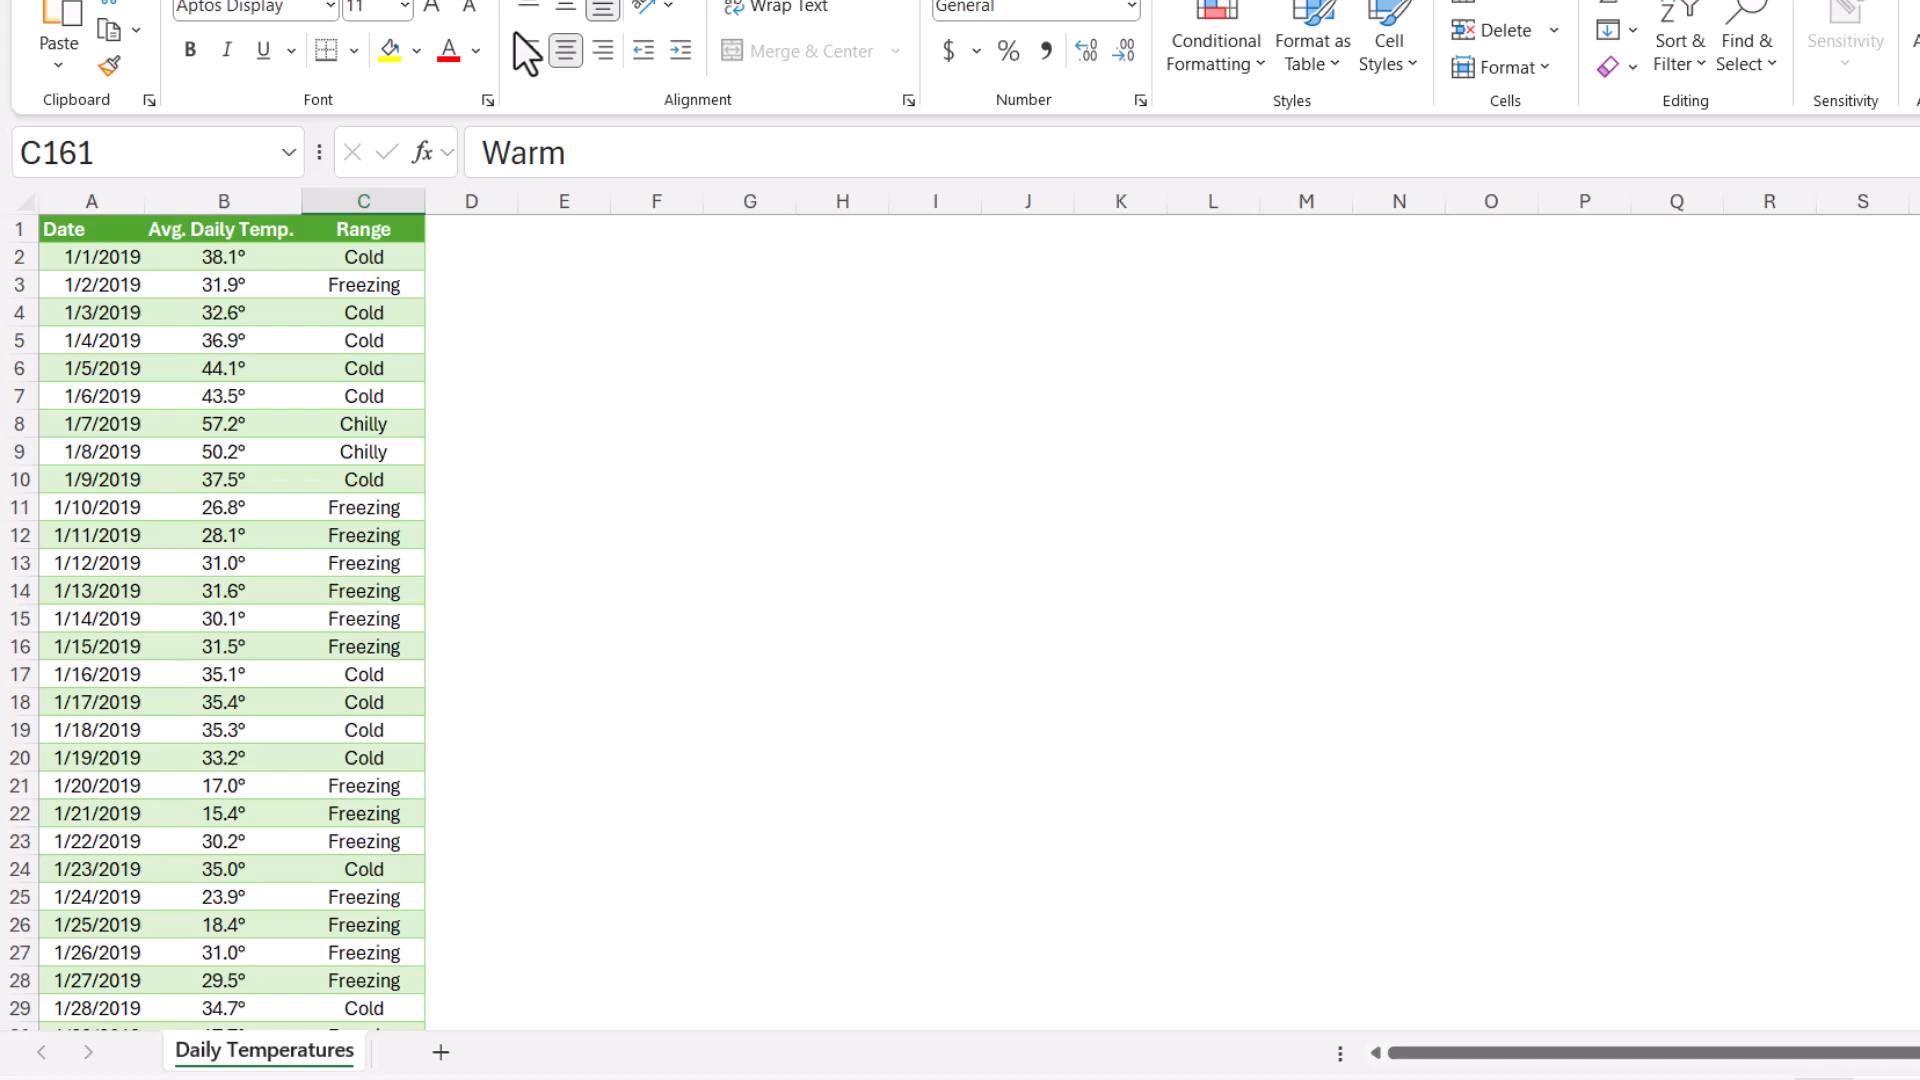 Aptos Display 11 Wrap Text General
Paste B I U A Merge & Center $ % Conditional Formatting Format as Table Cell Styles Delete Format Sort & Filter Find & Select Sensitivity
Clipboard Font Alignment Number Styles Cells Editing Sensitivity
C161 fx Warm
A B C D E F G H I J K L M N O P Q R S
1 Date Avg. Daily Temp. Range
2 1/1/2019 38.1° Cold
3 1/2/2019 31.9° Freezing
4 1/3/2019 32.6° Cold
5 1/4/2019 36.9° Cold
6 1/5/2019 44.1° Cold
7 1/6/2019 43.5° Cold
8 1/7/2019 57.2° Chilly
9 1/8/2019 50.2° Chilly
10 1/9/2019 37.5° Cold
11 1/10/2019 26.8° Freezing
12 1/11/2019 28.1° Freezing
13 1/12/2019 31.0° Freezing
14 1/13/2019 31.6° Freezing
15 1/14/2019 30.1° Freezing
16 1/15/2019 31.5° Freezing
17 1/16/2019 35.1° Cold
18 1/17/2019 35.4° Cold
19 1/18/2019 35.3° Cold
20 1/19/2019 33.2° Cold
21 1/20/2019 17.0° Freezing
22 1/21/2019 15.4° Freezing
23 1/22/2019 30.2° Freezing
24 1/23/2019 35.0° Cold
25 1/24/2019 23.9° Freezing
26 1/25/2019 18.4° Freezing
27 1/26/2019 31.0° Freezing
28 1/27/2019 29.5° Freezing
29 1/28/2019 34.7° Cold
Daily Temperatures